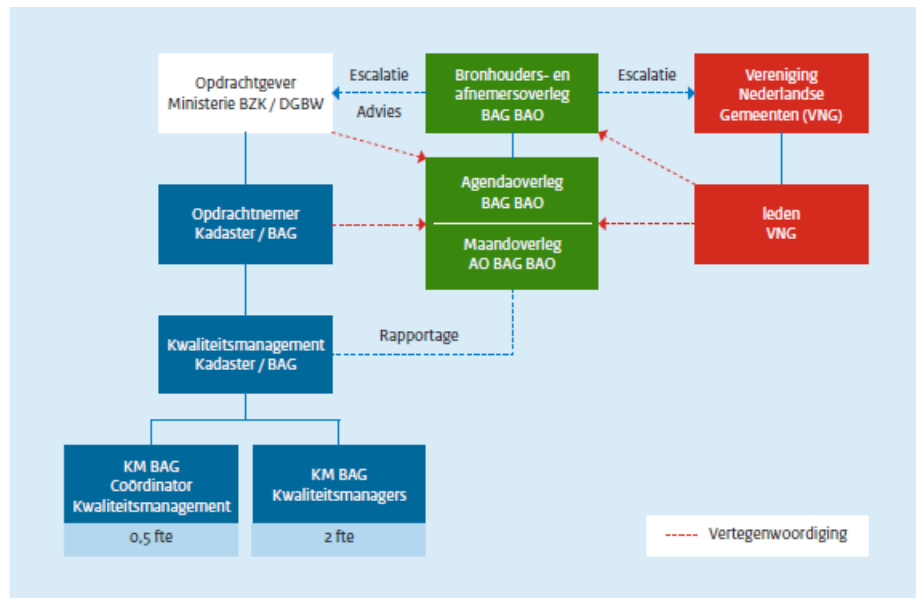 Opdrachtgever
Ministerie BZK / DGBW
Escalatie
Advies
Bronhouders- en
afnemersoverleg
BAG BAO
Escalatie
Vereniging
Nederlandse
Gemeenten (VNG)
Opdrachtnemer
Kadaster / BAG
Agendaoverleg
BAG BAO
Maandoverleg
AO BAG BAO
leden
VNG
Kwaliteitsmanagement
Kadaster / BAG
Rapportage
KM BAG
Coördinator
Kwaliteitsmanagement
0,5 fte
KM BAG
Kwaliteitsmanagers
2 fte
Vertegenwoordiging